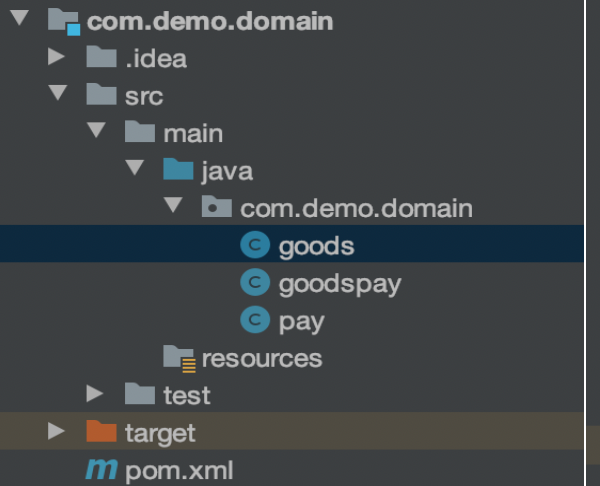 com.demo.domain
.idea
src
main
java
com.demo.domain
C goods
C goodspay
C pay
resources
test
target
m pom.xml